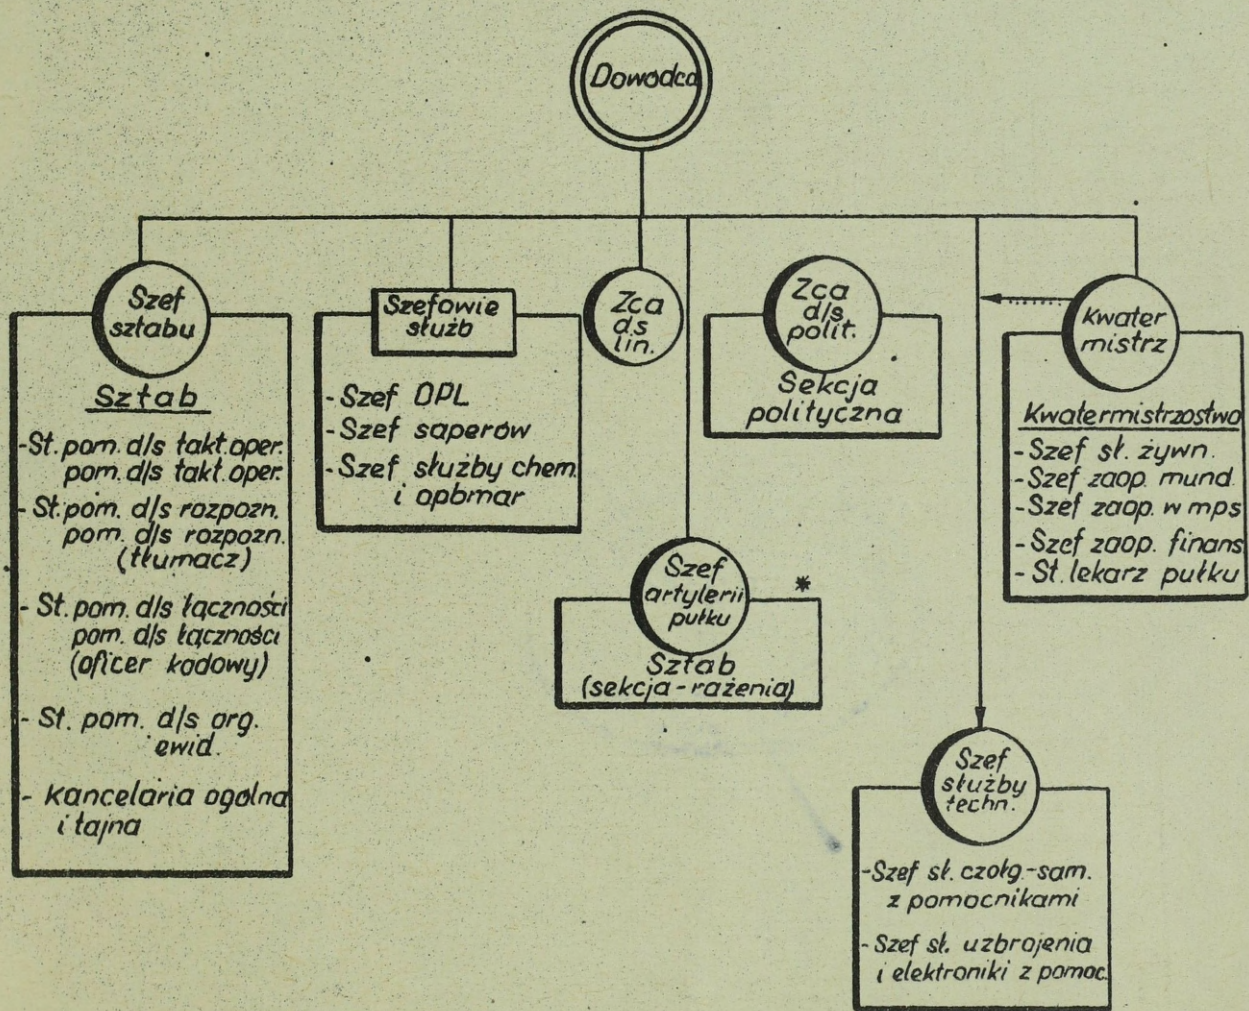 Dowodca
Szef
sztabu
Sztab
- St. pom. d/s takt. oper.
pom. d/s takt. oper.
- St. pom. d/s rozpozn.
pom. d/s rozpozn.
(tłumacz)
- St. pom. d/s łączności
pom. d/s łączności
(oficer kodowy)
- St. pom. d/s org.
ewid.
- Kancelaria ogolna
i tajna
Szefowie
służb
- Szef OPL
- Szef saperów
- Szef służby chem.
i opbmar
Zca
d.s
lin.
Szef
artylerii
pułku
*
Sztab
(sekcja - rażenia)
Zca
d/s
polit.
Sekcja
polityczna
Kwater
mistrz
Kwatermistrzostwo
- Szef sł. żywn.
- Szef zaop. mund.
- Szef zaop. w mps
- Szef zaop. finans
- St. lekarz pułku
Szef
służby
techn.
- Szef sł. czołg.-sam.
z pomocnikami
- Szef sł. uzbrojenia
i elektroniki z pomoc.